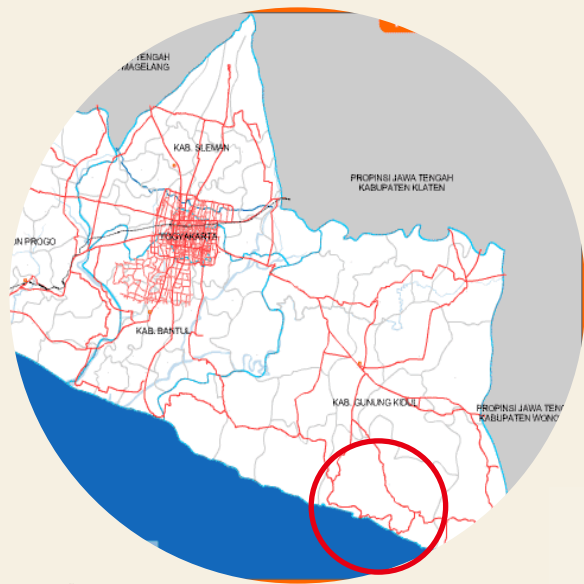 TENGAH
MAGELANG
KAB. SLEMAN
PROPINSI JAWA TENGAH
KABUPATEN KLATEN
YOGYAKARTA
ON PROGO
KAB. BANTUL
KAB. GUNUNG KIDUL
PROPINSI JAWA TENG
KABUPATEN WONO